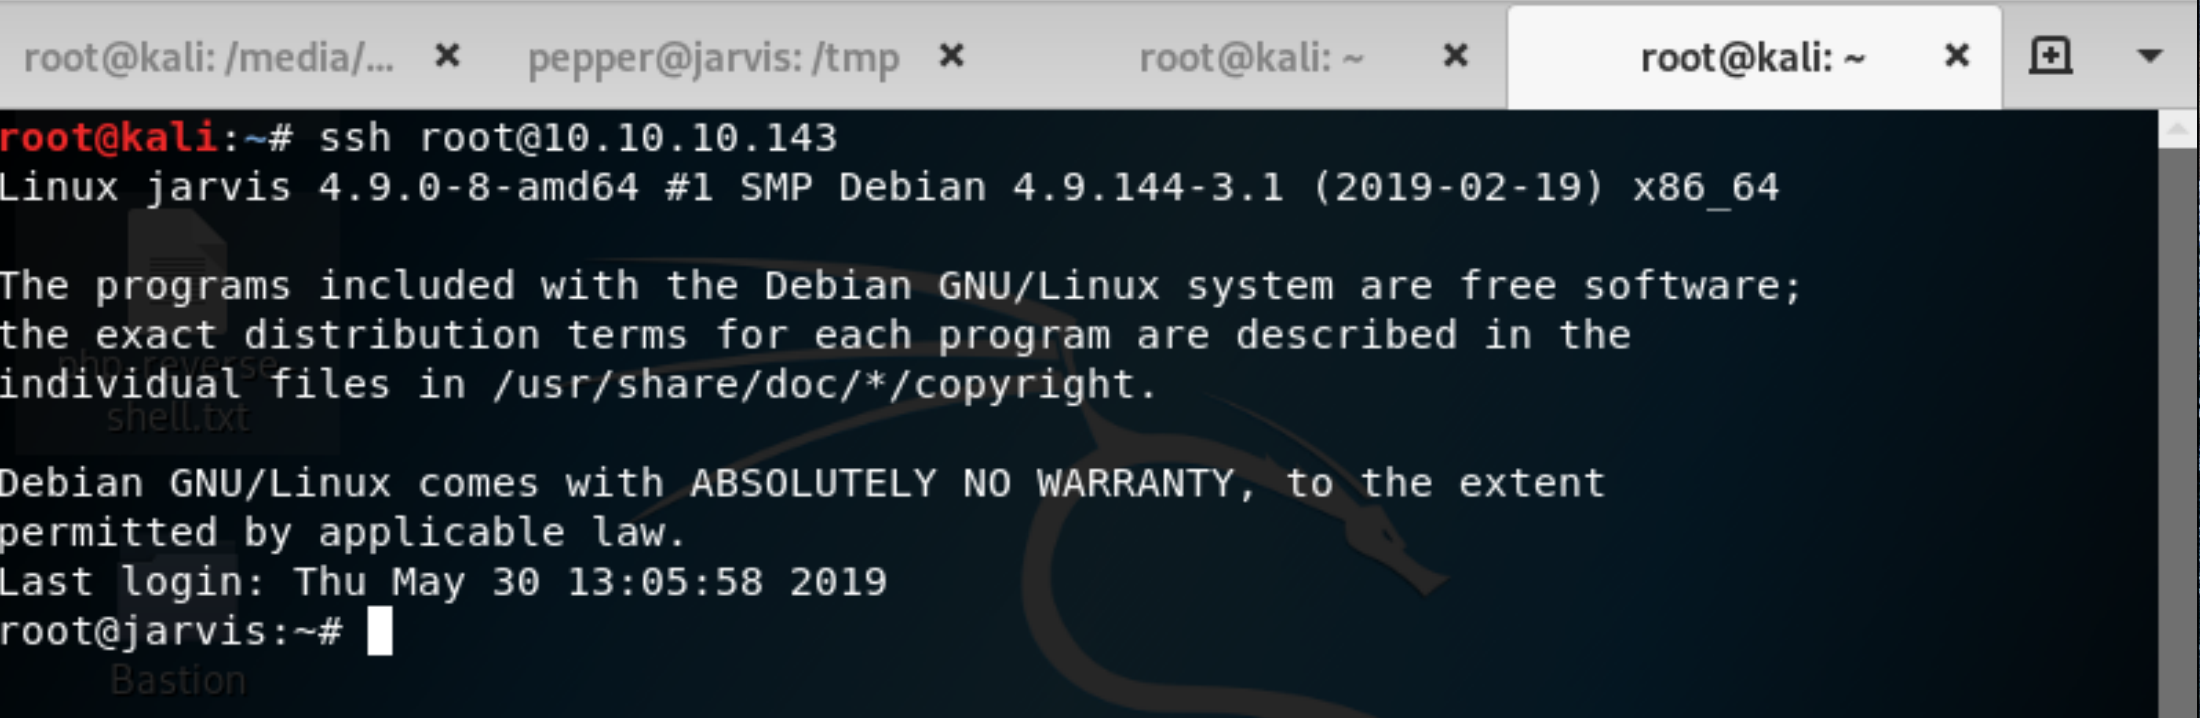 root@kali: /media/...
pepper@jarvis: /tmp
root@kali: ~
root@kali: ~
root@kali:~# ssh root@10.10.10.143
Linux jarvis 4.9.0-8-amd64 #1 SMP Debian 4.9.144-3.1 (2019-02-19) x86_64
The programs included with the Debian GNU/Linux system are free software;
the exact distribution terms for each program are described in the
php-reverse-
individual files in /usr/share/doc/*/copyright.
shell.txt
Debian GNU/Linux comes with ABSOLUTELY NO WARRANTY, to the extent
permitted by applicable law.
Last login: Thu May 30 13:05:58 2019
root@jarvis:~#
Bastion